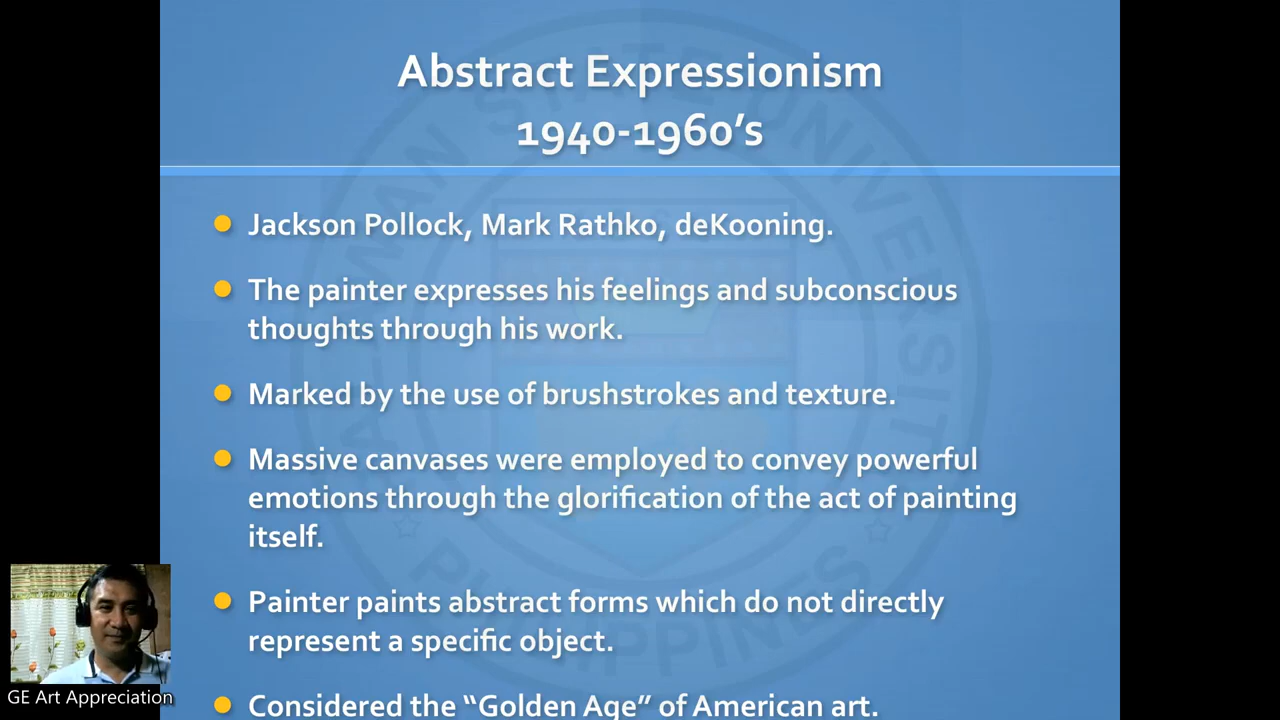 Abstract Expressionism
1940-1960’s
Jackson Pollock, Mark Rathko, deKooning.
The painter expresses his feelings and subconscious
thoughts through his work.
Marked by the use of brushstrokes and texture.
Massive canvases were employed to convey powerful
emotions through the glorification of the act of painting
itself.
Painter paints abstract forms which do not directly
represent a specific object.
Considered the “Golden Age” of American art.
GE Art Appreciation